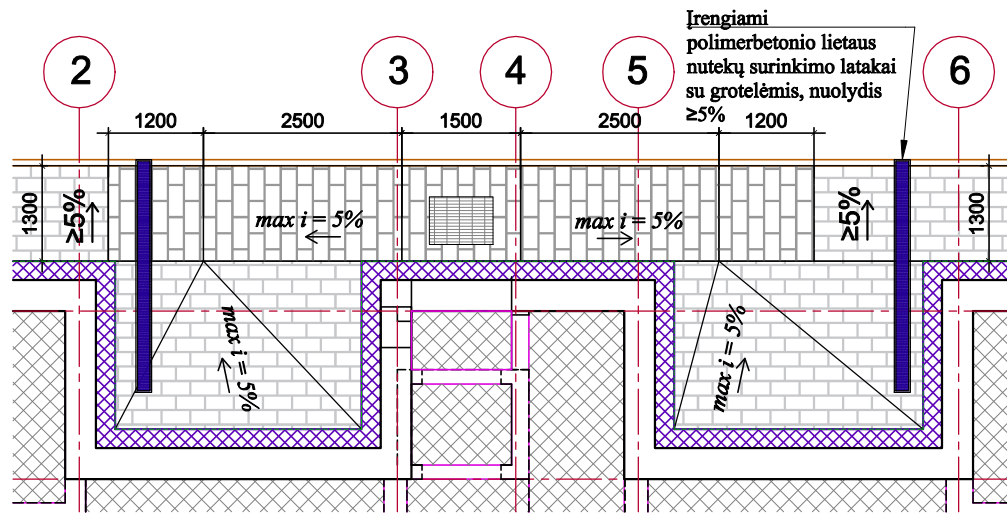 Įrengiami
polimerbetonio lietaus
nutekų surinkimo latakai
su grotelėmis, nuolydis
≥5%
2
3
4
5
6
1200
2500
1500
2500
1200
1300
≥5%
max i = 5%
max i = 5%
≥5%
1300
max i = 5%
max i = 5%